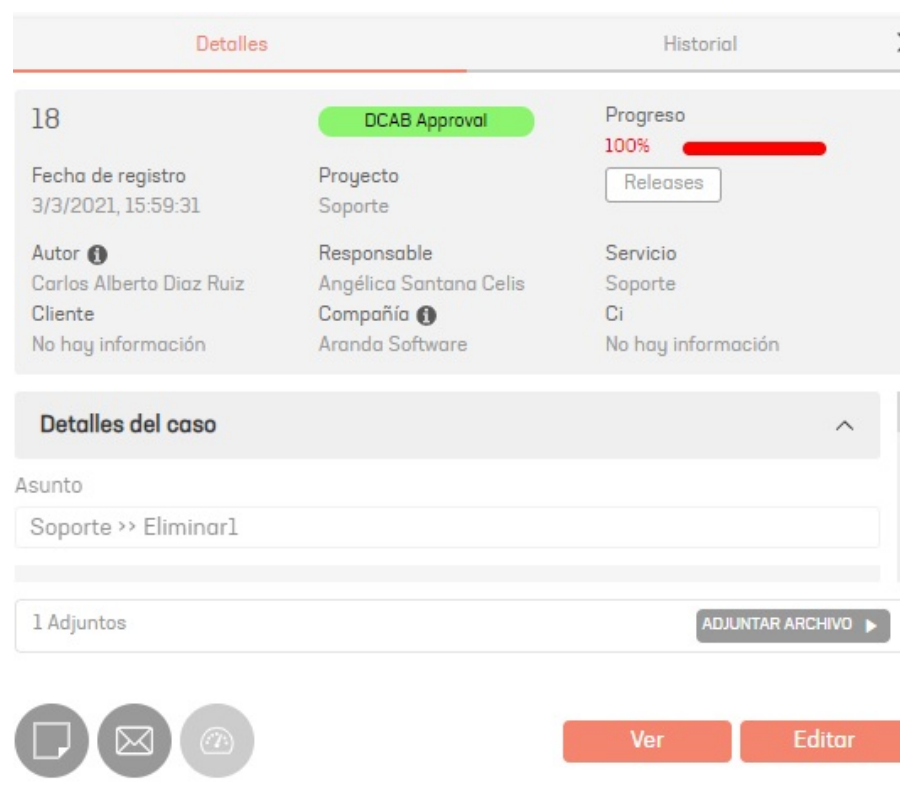 Detalles Historial
18 DCAB Approval Progreso
100%
Fecha de registro Proyecto Releases
3/3/2021, 15:59:31 Soporte
Autor Responsable Servicio
Carlos Alberto Diaz Ruiz Angélica Santana Celis Soporte
Cliente Compañía Ci
No hay información Aranda Software No hay información
Detalles del caso
Asunto
Soporte >> Eliminar1
1 Adjuntos ADJUNTAR ARCHIVO
Ver Editar